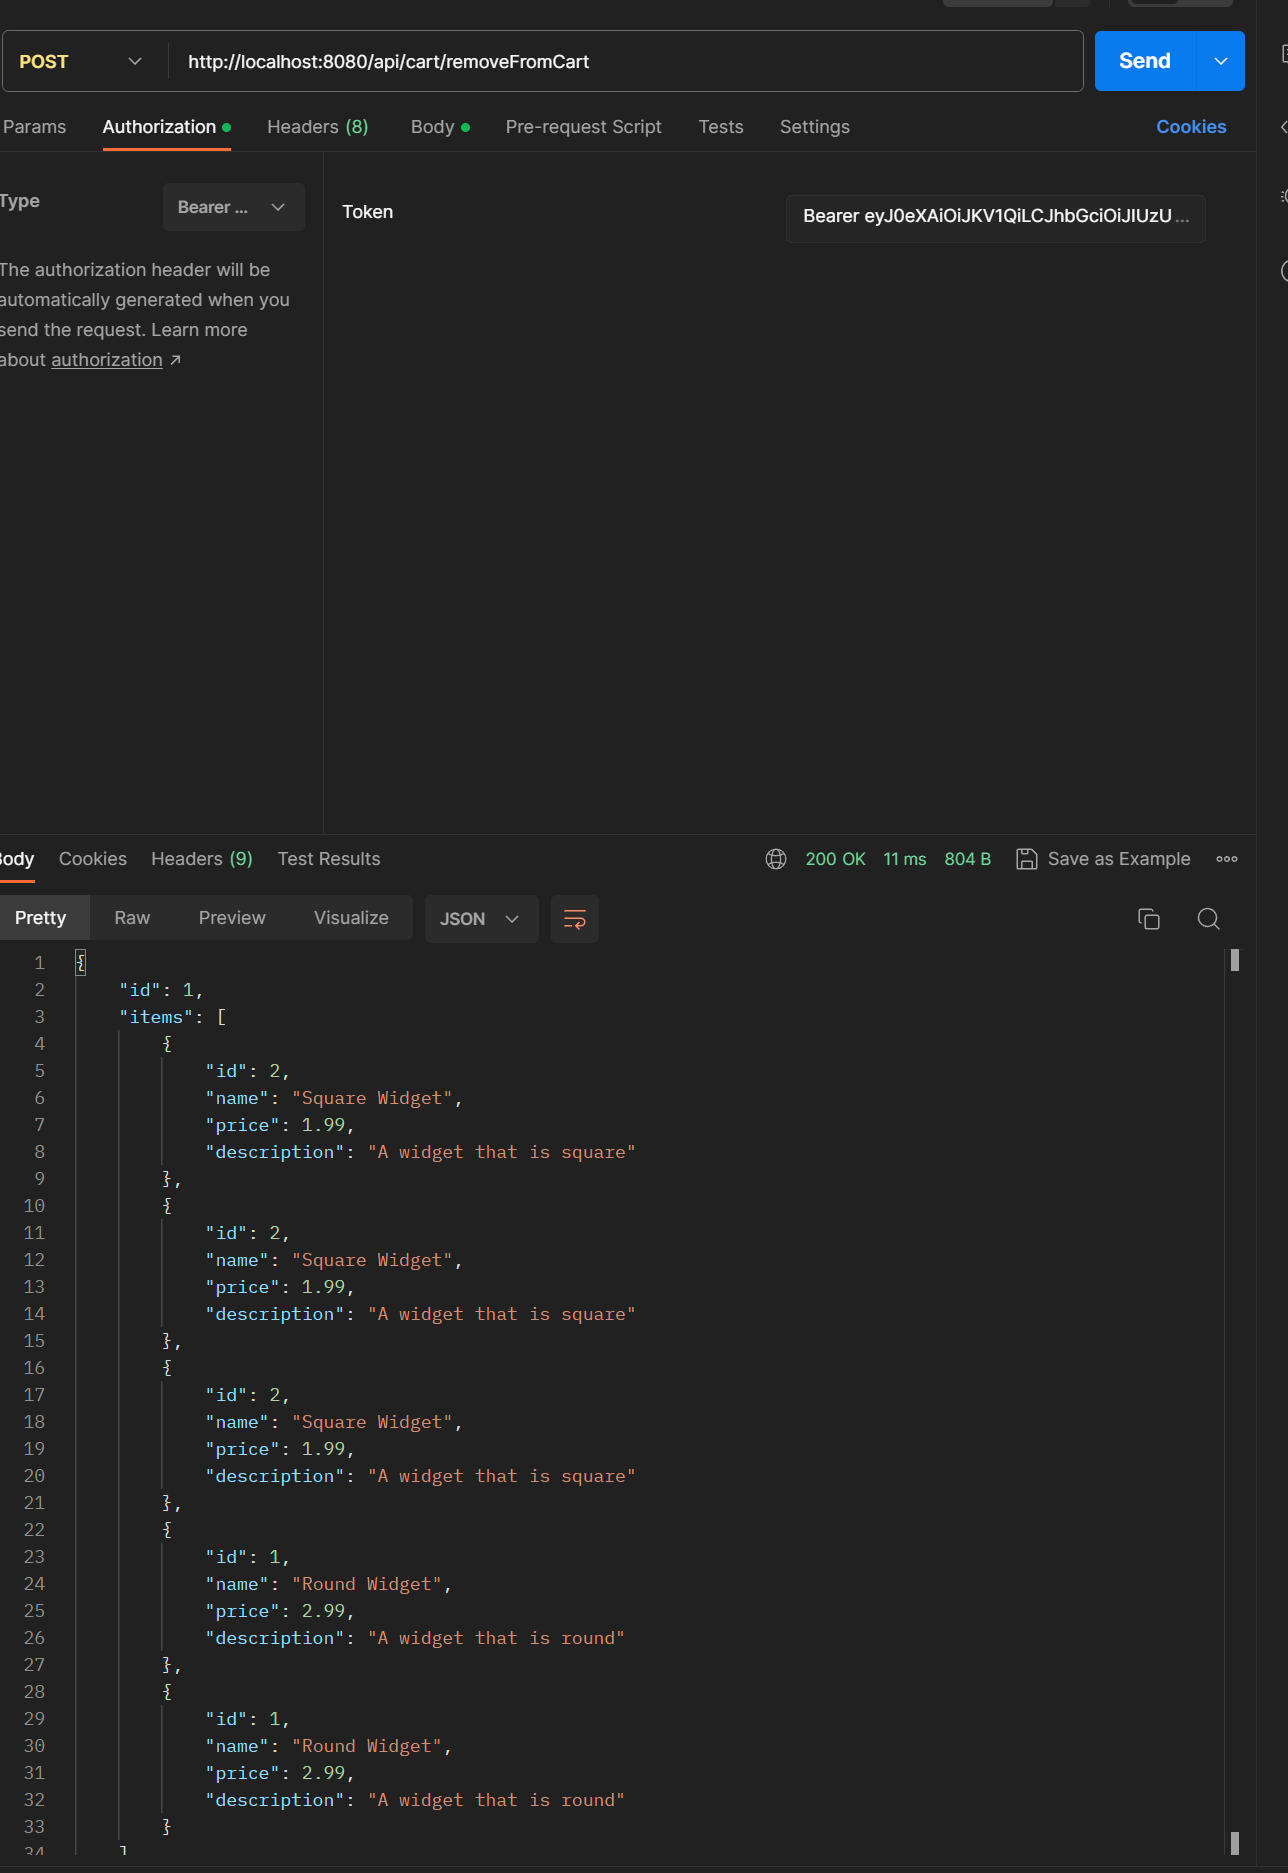 POST http://localhost:8080/api/cart/removeFromCart Send
Params Authorization Headers (8) Body Pre-request Script Tests Settings Cookies
Type Bearer ... Token Bearer eyJ0eXAiOiJKV1QiLCJhbGciOiJIUzU ...
The authorization header will be
automatically generated when you
send the request. Learn more
about authorization ↗
Body Cookies Headers (9) Test Results 200 OK 11 ms 804 B Save as Example
Pretty Raw Preview Visualize JSON
1 {
2 "id": 1,
3 "items": [
4 {
5 "id": 2,
6 "name": "Square Widget",
7 "price": 1.99,
8 "description": "A widget that is square"
9 },
10 {
11 "id": 2,
12 "name": "Square Widget",
13 "price": 1.99,
14 "description": "A widget that is square"
15 },
16 {
17 "id": 2,
18 "name": "Square Widget",
19 "price": 1.99,
20 "description": "A widget that is square"
21 },
22 {
23 "id": 1,
24 "name": "Round Widget",
25 "price": 2.99,
26 "description": "A widget that is round"
27 },
28 {
29 "id": 1,
30 "name": "Round Widget",
31 "price": 2.99,
32 "description": "A widget that is round"
33 }
34 ]